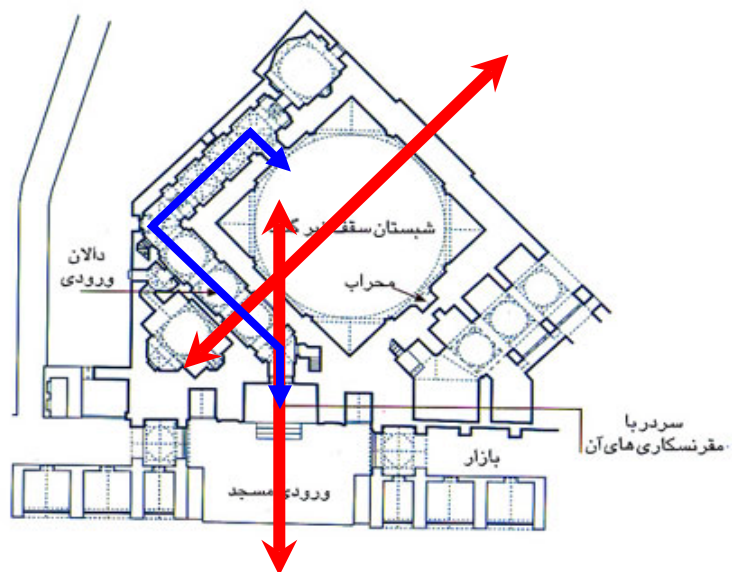 شبستان سقف
محراب
دالان
ورودی
سردر با
مقرنسکاری های آن
بازار
ورودی مسجد